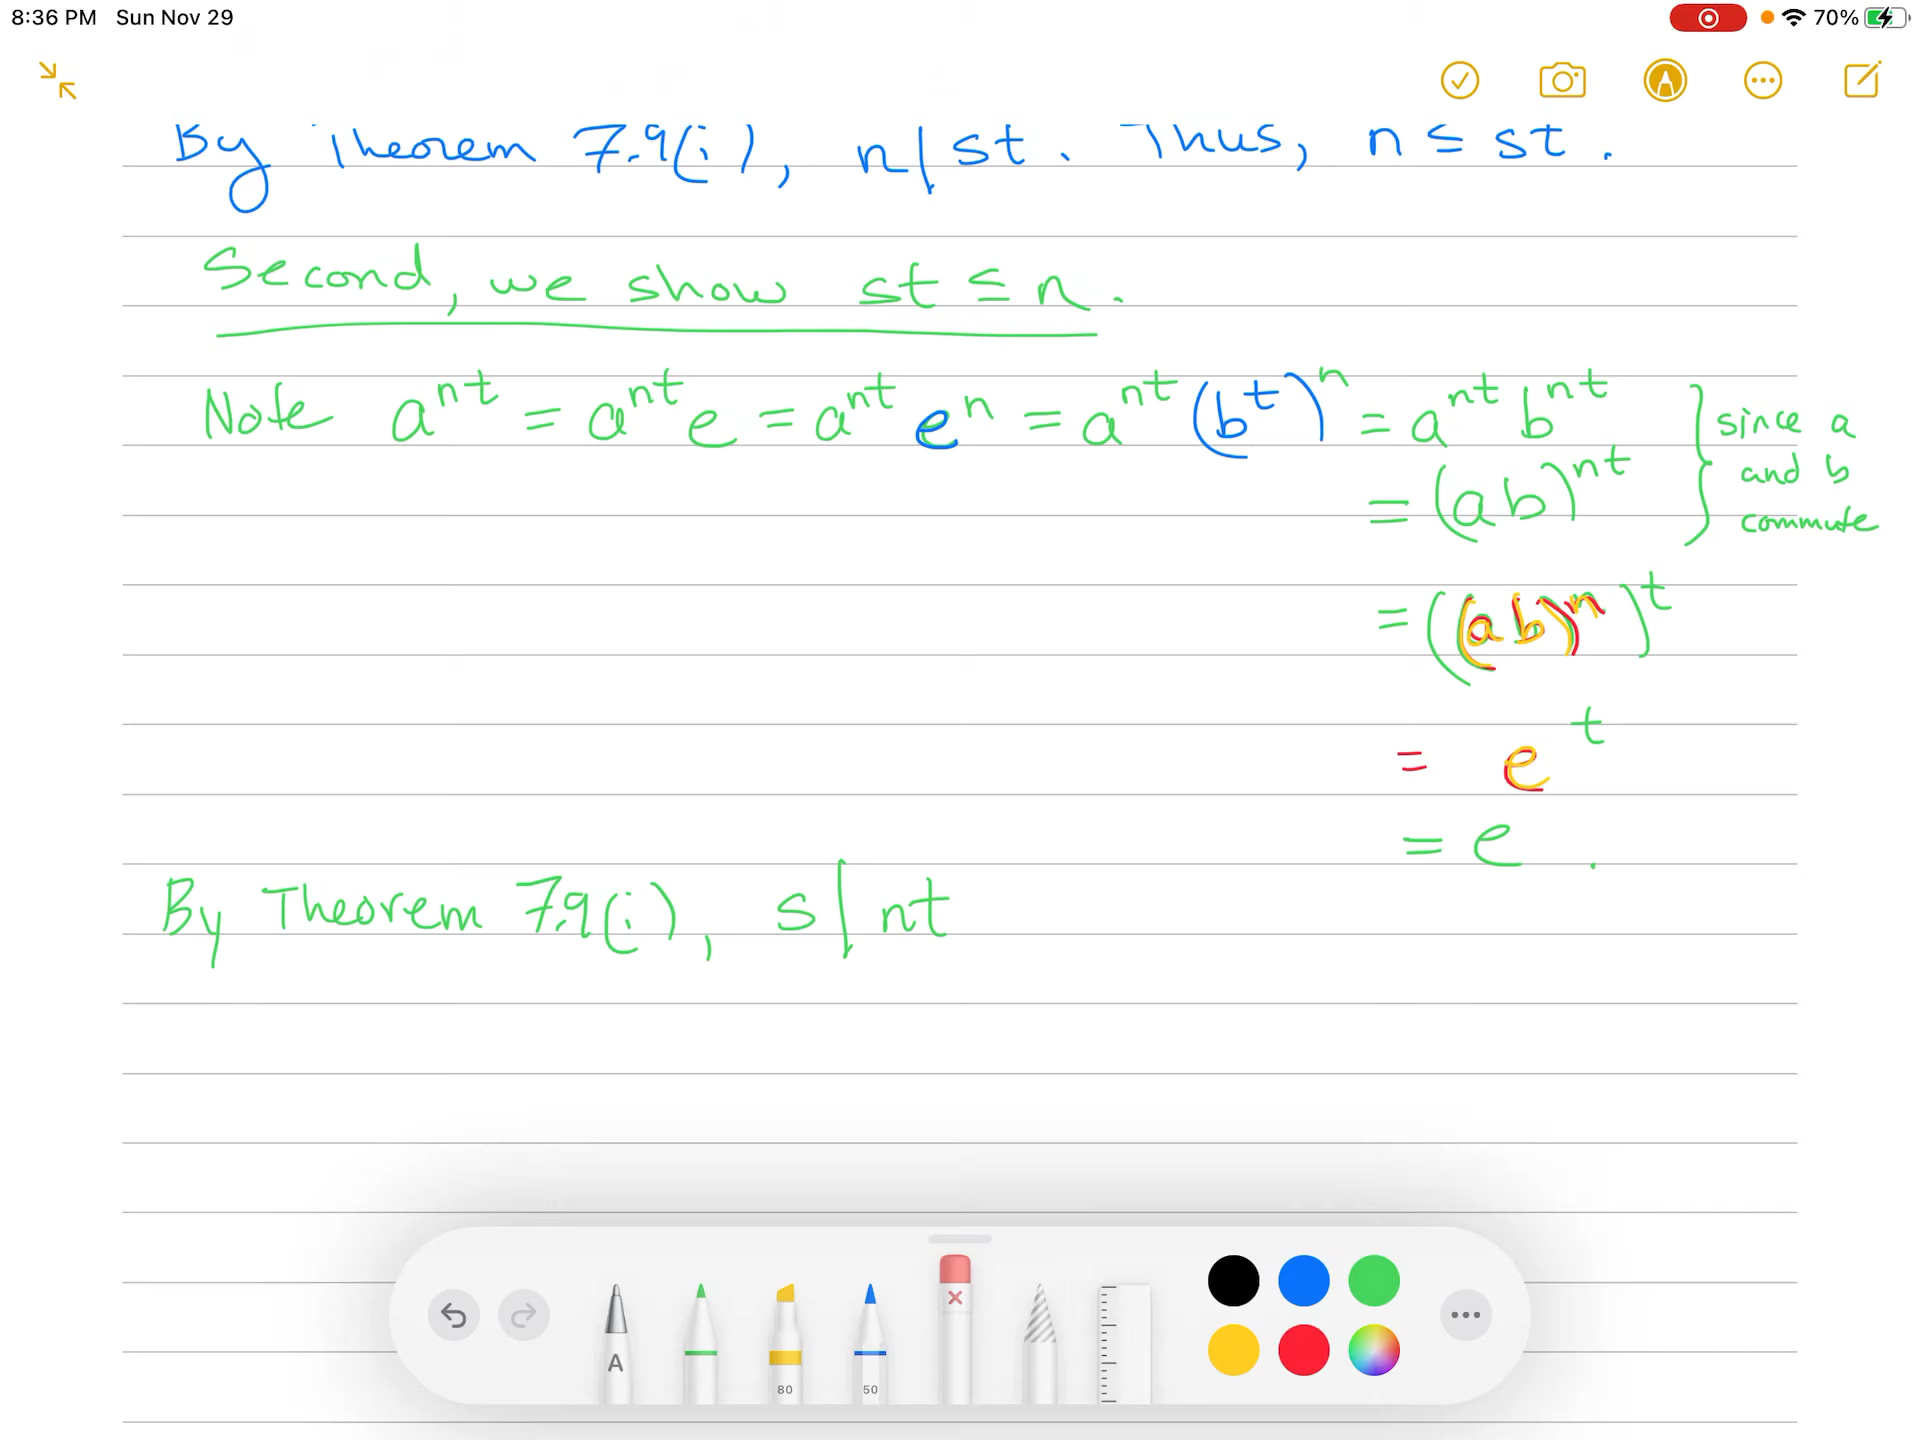 8:36 PM Sun Nov 29 70%
By Theorem 7.9(i), n|st. Thus, n ≤ st.
Second, we show st ≤ n.
Note a^{nt} = a^{nt} e = a^{nt} e^n = a^{nt} (b^t)^n = a^{nt} b^{nt}
= (ab)^{nt}
since a
and b
commute
= ((ab)^n)^t
= e^t
= e.
By Theorem 7.9(i), s|nt
A 80 50